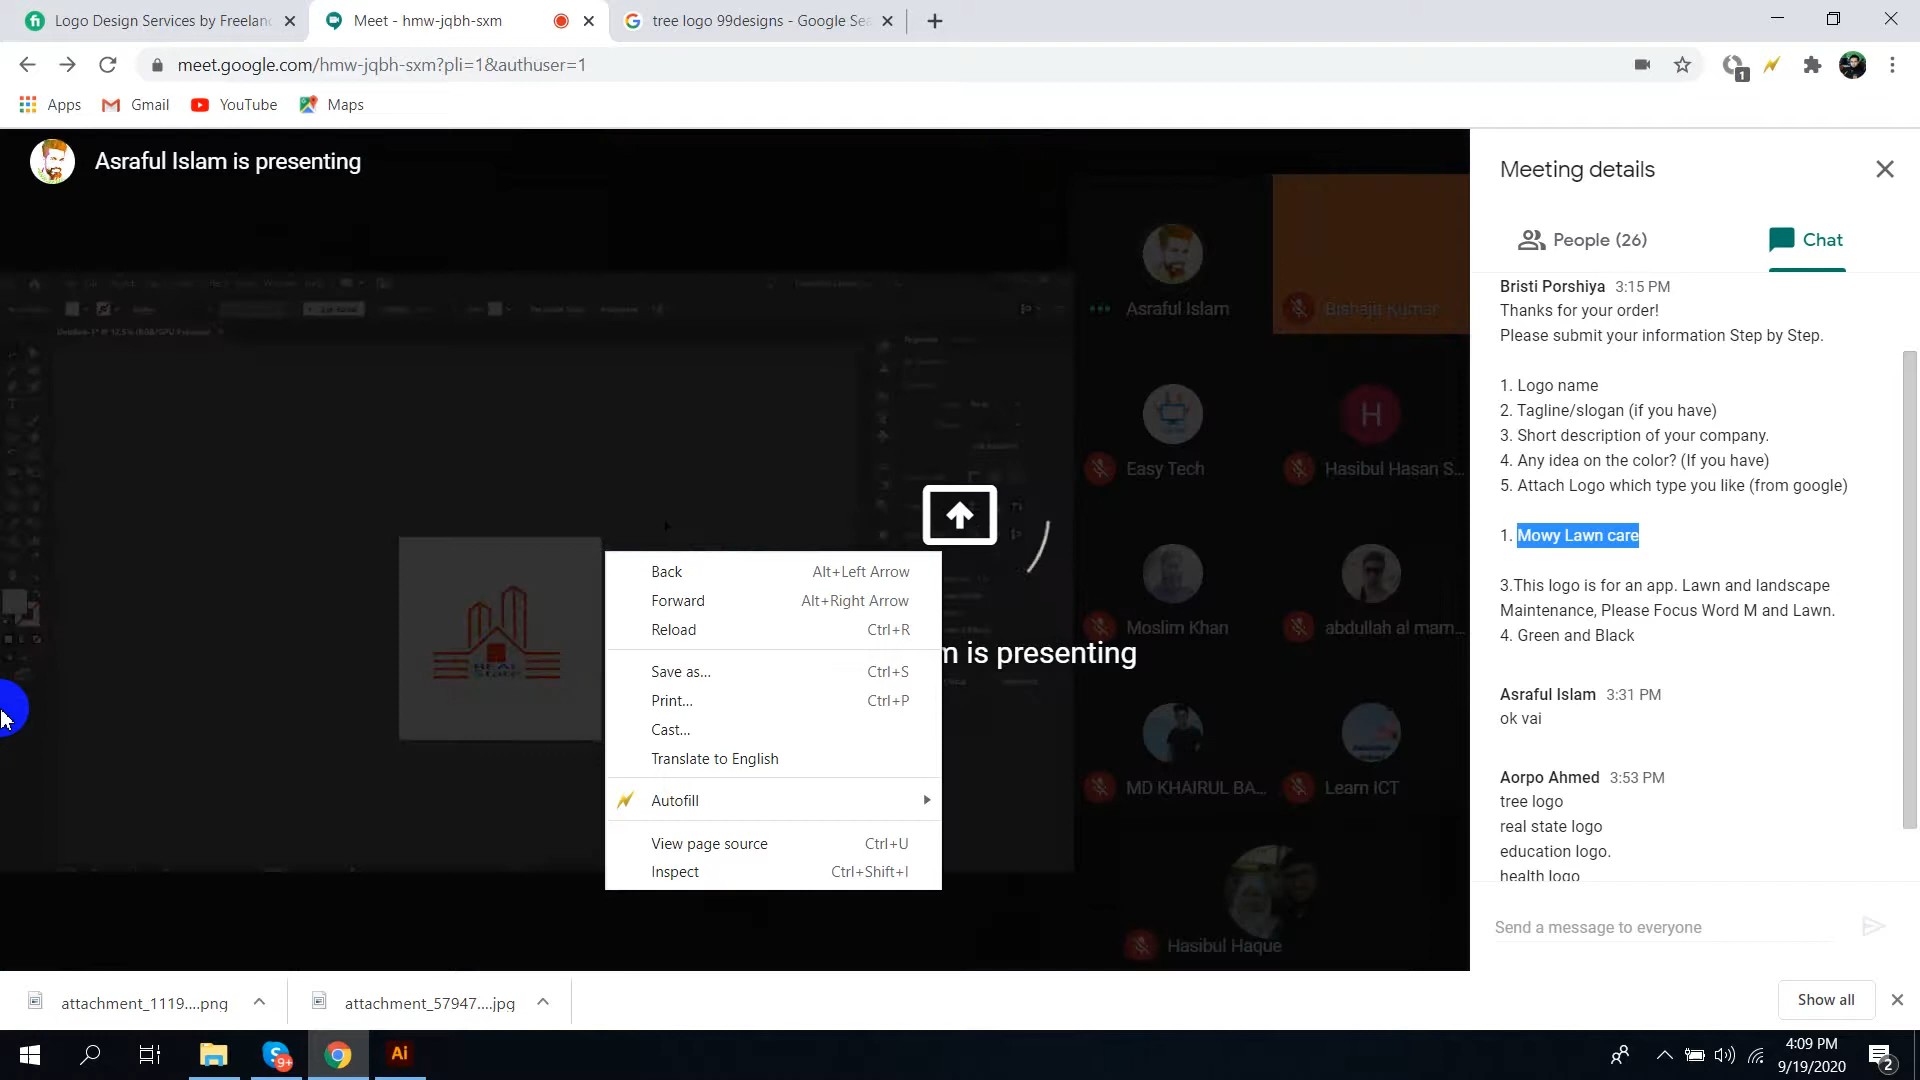 Logo Design Services by Freelan
Meet - hmw-jqbh-sxm
tree logo 99designs - Google Sea
meet.google.com/hmw-jqbh-sxm?pli=1&authuser=1
1
Apps
Gmail
YouTube
Maps
Asraful Islam is presenting
Asraful Islam
Bishajit Kumar
Easy Tech
H
Hasibul Hasan S...
Moslim Khan
abdullah al mam...
MD KHAIRUL BA...
Learn ICT
Hasibul Haque
REAL
State
m is presenting
Back Alt+Left Arrow
Forward Alt+Right Arrow
Reload Ctrl+R
Save as... Ctrl+S
Print... Ctrl+P
Cast...
Translate to English
Autofill
View page source Ctrl+U
Inspect Ctrl+Shift+I
Meeting details
People (26)
Chat
Bristi Porshiya 3:15 PM
Thanks for your order!
Please submit your information Step by Step.
1. Logo name
2. Tagline/slogan (if you have)
3. Short description of your company.
4. Any idea on the color? (If you have)
5. Attach Logo which type you like (from google)
1. Mowy Lawn care
3.This logo is for an app. Lawn and landscape
Maintenance, Please Focus Word M and Lawn.
4. Green and Black
Asraful Islam 3:31 PM
ok vai
Aorpo Ahmed 3:53 PM
tree logo
real state logo
education logo.
health logo
Send a message to everyone
attachment_1119....png
attachment_57947....jpg
Show all
S
9+
Ai
4:09 PM
9/19/2020
2